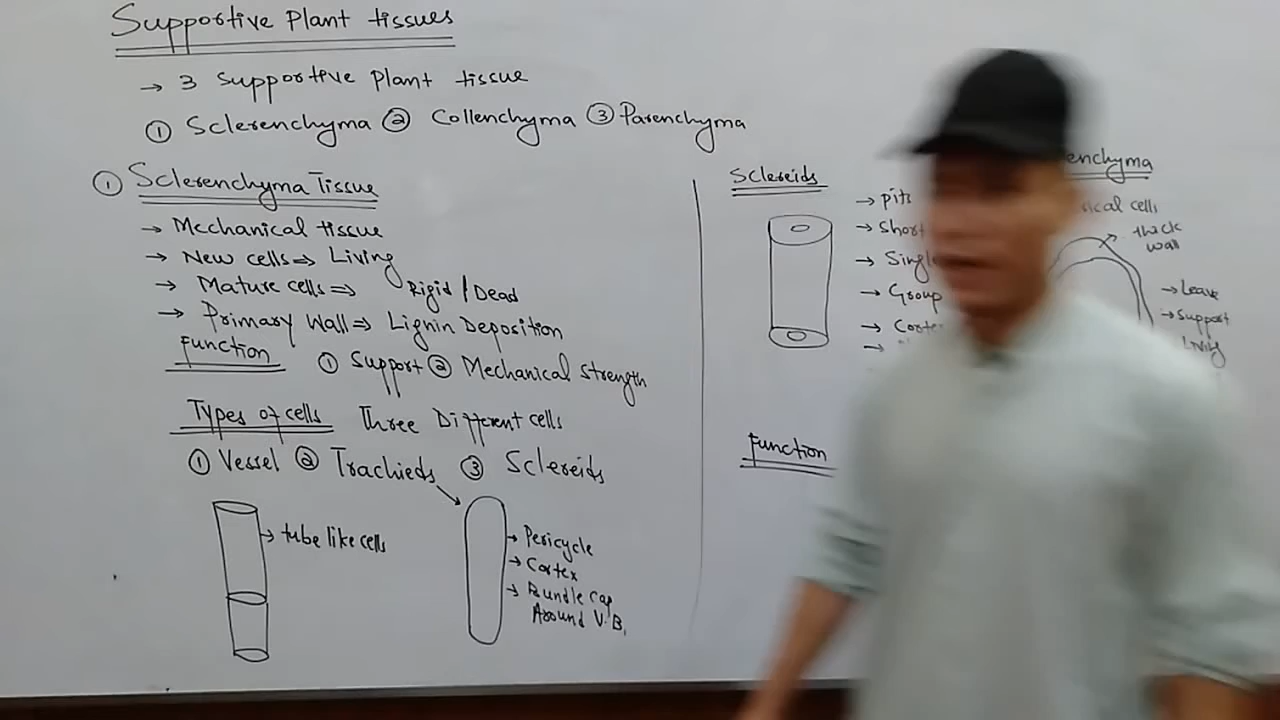 Supportive Plant tissues
→ 3 Supportive Plant tissue
① Sclerenchyma ② Collenchyma ③ Parenchyma
① Sclerenchyma Tissue
→ Mechanical tissue
→ New cells ⇒ Living
→ Mature cells ⇒ Rigid / Dead
→ Primary Wall ⇒ Lignin Deposition
Function ① Support ② Mechanical Strength
Types of cells Three Different cells
① Vessel ② Trachieds ③ Sclereids
→ tube like cells
→ Pericycle
→ Cortex
→ Bundle Cap
Around V.B.
Sclereids
→ Pits
→ Short
→ Singl
→ Group
→ Corte
Function
enchyma
ical cells
thick
wall
→ Leave
→ Support
Living